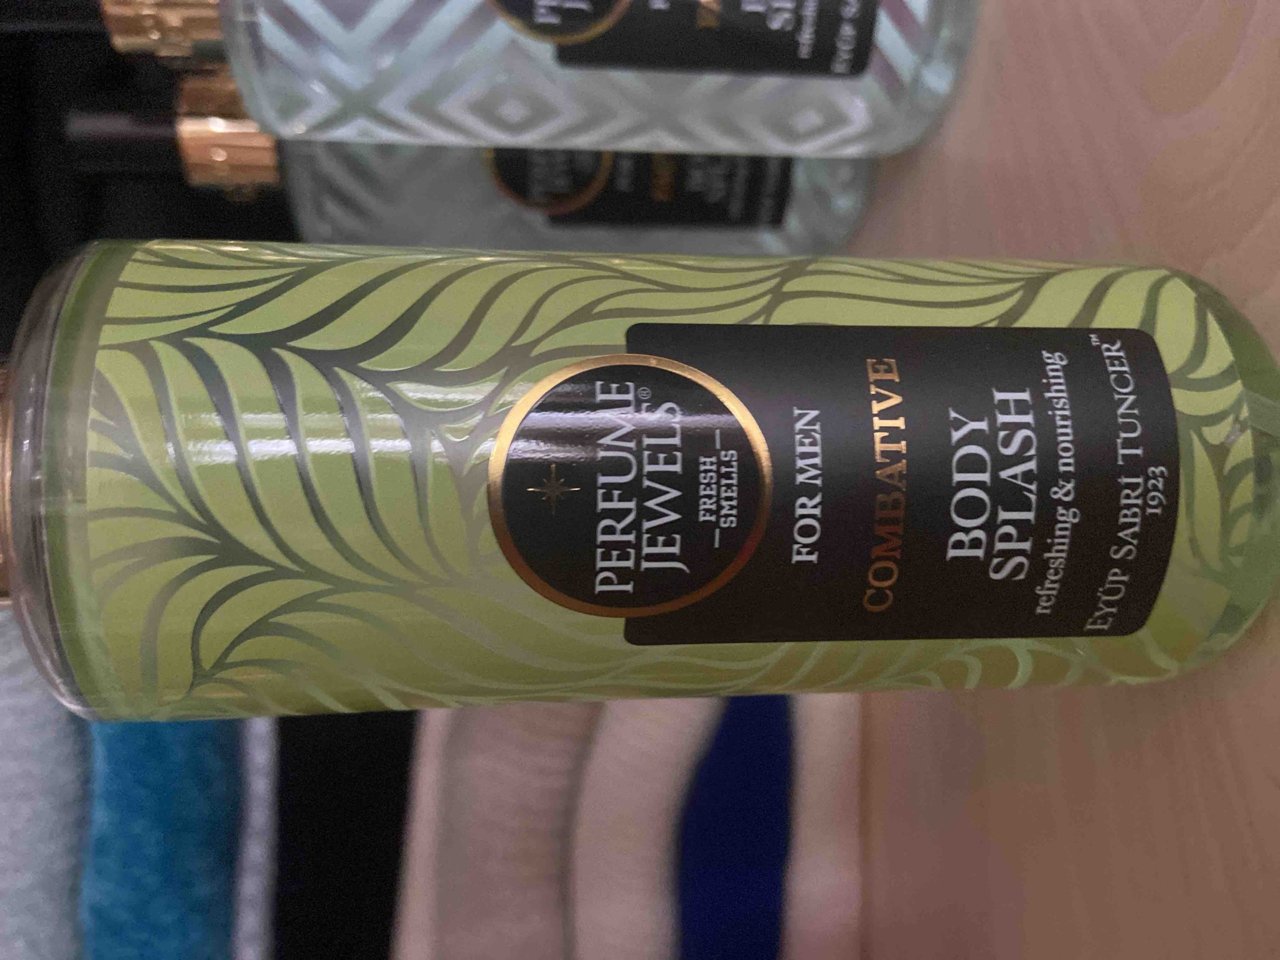 PERFUME
JEWELS®
FRESH
SMELLS
FOR MEN
COMBATIVE
BODY
SPLASH
refreshing & nourishing
EYÜP SABRİ TUNCER™
1923